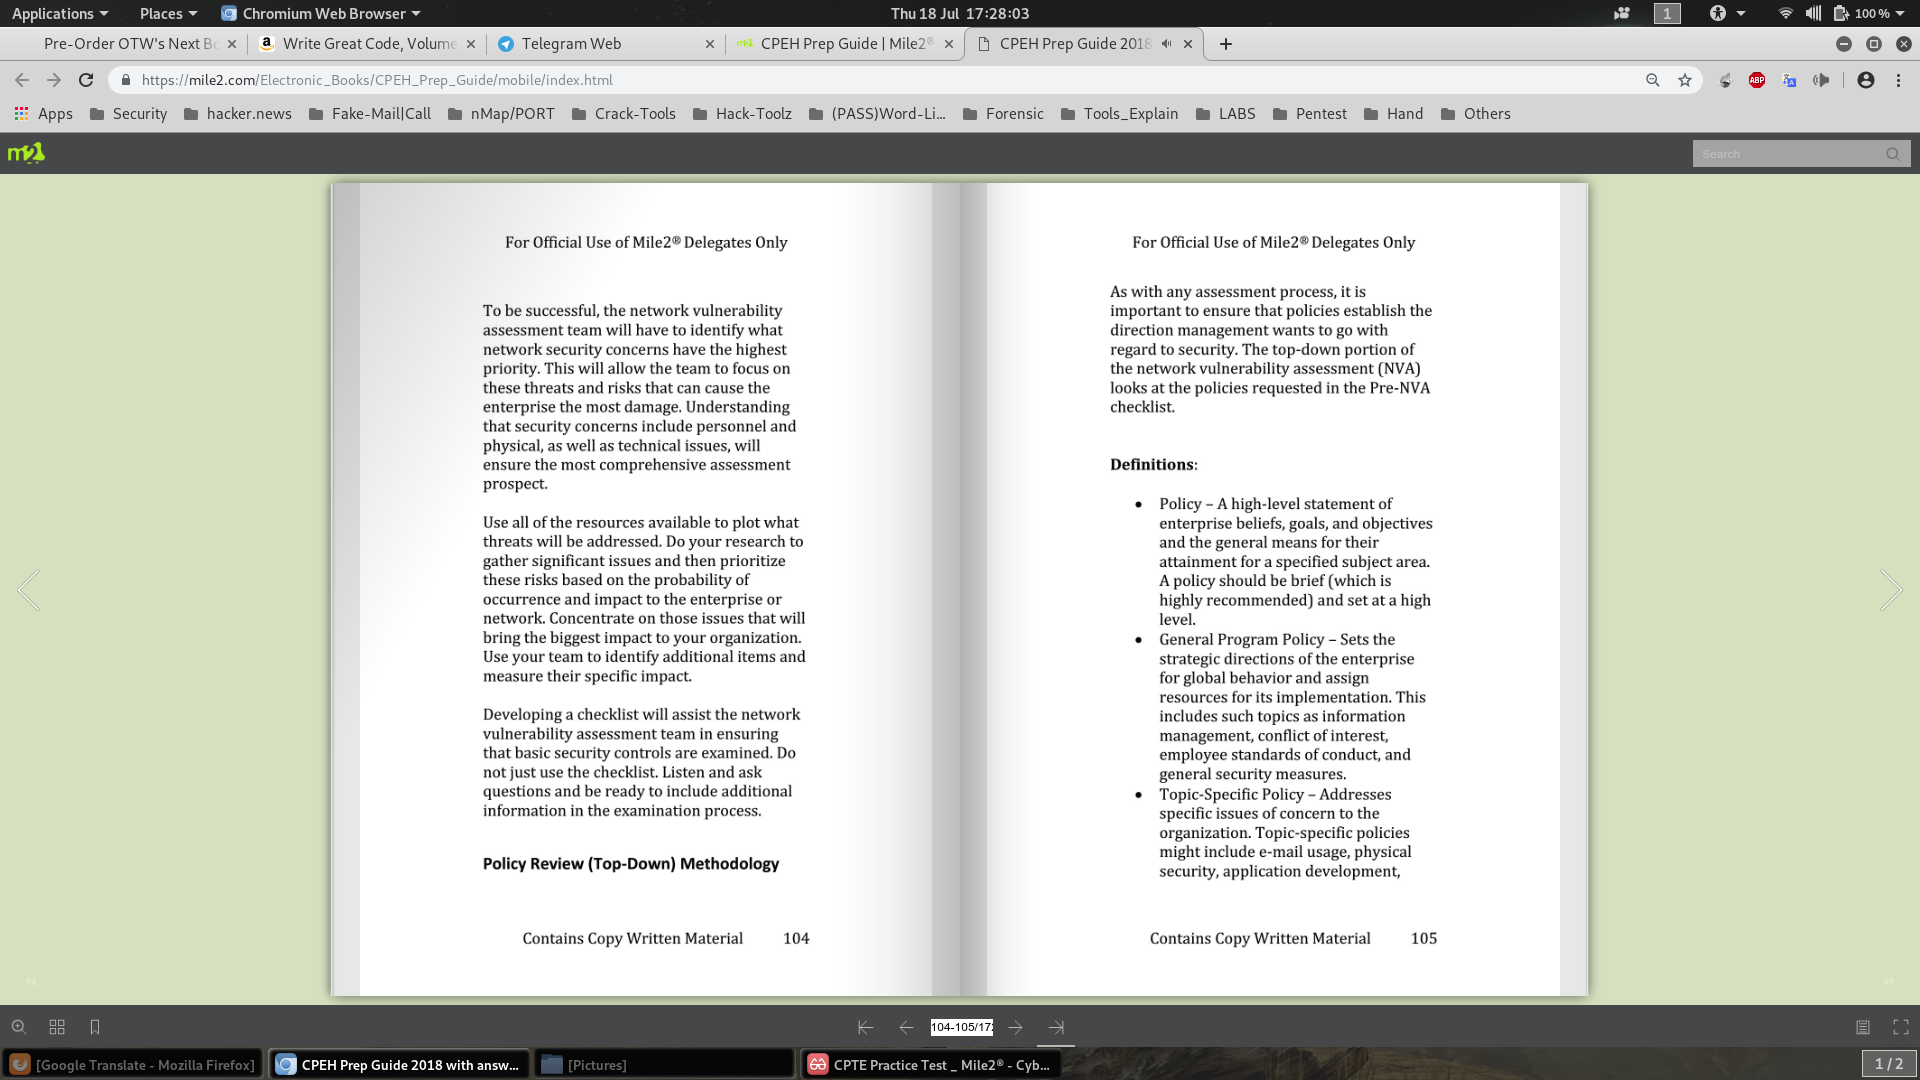 Applications
Places
Chromium Web Browser
Thu 18 Jul 17:28:03
1
100 %
Pre-Order OTW's Next Bo
Write Great Code, Volume
Telegram Web
CPEH Prep Guide | Mile2®
CPEH Prep Guide 2018
https://mile2.com/Electronic_Books/CPEH_Prep_Guide/mobile/index.html
ABP
Apps
Security
hacker.news
Fake-Mail|Call
nMap/PORT
Crack-Tools
Hack-Toolz
(PASS)Word-Li...
Forensic
Tools_Explain
LABS
Pentest
Hand
Others
m2
Search
For Official Use of Mile2® Delegates Only
To be successful, the network vulnerability
assessment team will have to identify what
network security concerns have the highest
priority. This will allow the team to focus on
these threats and risks that can cause the
enterprise the most damage. Understanding
that security concerns include personnel and
physical, as well as technical issues, will
ensure the most comprehensive assessment
prospect.
Use all of the resources available to plot what
threats will be addressed. Do your research to
gather significant issues and then prioritize
these risks based on the probability of
occurrence and impact to the enterprise or
network. Concentrate on those issues that will
bring the biggest impact to your organization.
Use your team to identify additional items and
measure their specific impact.
Developing a checklist will assist the network
vulnerability assessment team in ensuring
that basic security controls are examined. Do
not just use the checklist. Listen and ask
questions and be ready to include additional
information in the examination process.
Policy Review (Top-Down) Methodology
Contains Copy Written Material 104
For Official Use of Mile2® Delegates Only
As with any assessment process, it is
important to ensure that policies establish the
direction management wants to go with
regard to security. The top-down portion of
the network vulnerability assessment (NVA)
looks at the policies requested in the Pre-NVA
checklist.
Definitions:
• Policy – A high-level statement of
enterprise beliefs, goals, and objectives
and the general means for their
attainment for a specified subject area.
A policy should be brief (which is
highly recommended) and set at a high
level.
• General Program Policy – Sets the
strategic directions of the enterprise
for global behavior and assign
resources for its implementation. This
includes such topics as information
management, conflict of interest,
employee standards of conduct, and
general security measures.
• Topic-Specific Policy – Addresses
specific issues of concern to the
organization. Topic-specific policies
might include e-mail usage, physical
security, application development,
Contains Copy Written Material 105
104-105/17
[Google Translate - Mozilla Firefox]
CPEH Prep Guide 2018 with answ...
[Pictures]
CPTE Practice Test _ Mile2® - Cyb...
1 / 2